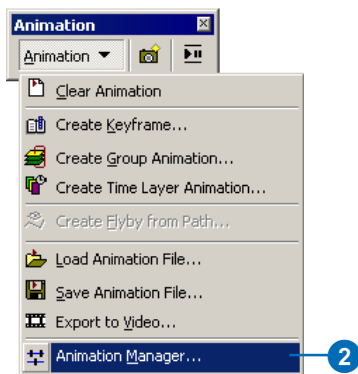 Animation
Animation
Clear Animation
Create Keyframe...
Create Group Animation...
Create Time Layer Animation...
Create Flyby from Path...
Load Animation File...
Save Animation File...
Export to Video...
Animation Manager...
2